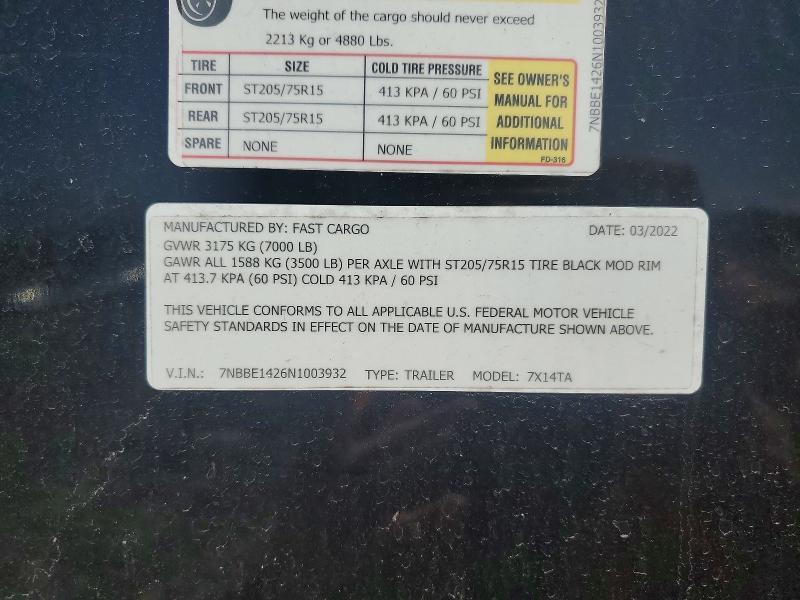 The weight of the cargo should never exceed
2213 Kg or 4880 Lbs.
TIRE SIZE COLD TIRE PRESSURE
FRONT ST205/75R15 413 KPA / 60 PSI
REAR ST205/75R15 413 KPA / 60 PSI
SPARE NONE NONE
SEE OWNER'S
MANUAL FOR
ADDITIONAL
INFORMATION
FD-316
7NBBE1426N1003932
MANUFACTURED BY: FAST CARGO DATE: 03/2022
GVWR 3175 KG (7000 LB)
GAWR ALL 1588 KG (3500 LB) PER AXLE WITH ST205/75R15 TIRE BLACK MOD RIM
AT 413.7 KPA (60 PSI) COLD 413 KPA / 60 PSI
THIS VEHICLE CONFORMS TO ALL APPLICABLE U.S. FEDERAL MOTOR VEHICLE
SAFETY STANDARDS IN EFFECT ON THE DATE OF MANUFACTURE SHOWN ABOVE.
V.I.N.: 7NBBE1426N1003932 TYPE: TRAILER MODEL: 7X14TA